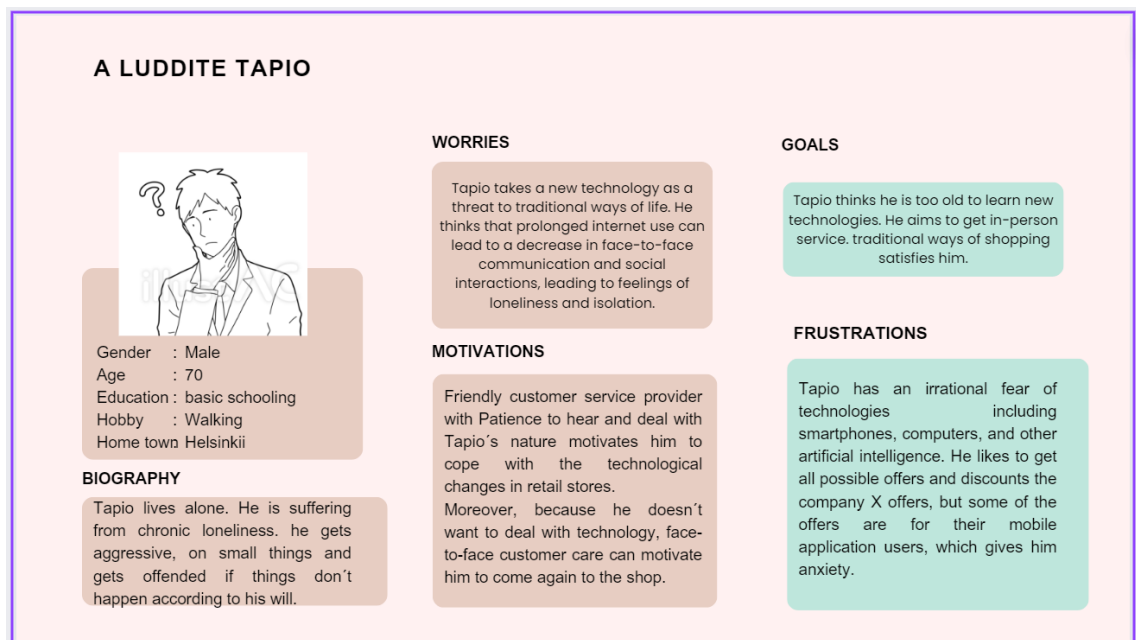 A LUDDITE TAPIO
Gender : Male
Age : 70
Education : basic schooling
Hobby : Walking
Home town : Helsinkii
BIOGRAPHY
Tapio lives alone. He is suffering
from chronic loneliness. he gets
aggressive, on small things and
gets offended if things don´t
happen according to his will.
WORRIES
Tapio takes a new technology as a
threat to traditional ways of life. He
thinks that prolonged internet use can
lead to a decrease in face-to-face
communication and social
interactions, leading to feelings of
loneliness and isolation.
MOTIVATIONS
Friendly customer service provider
with Patience to hear and deal with
Tapio´s nature motivates him to
cope with the technological
changes in retail stores.
Moreover, because he doesn´t
want to deal with technology, face-
to-face customer care can motivate
him to come again to the shop.
GOALS
Tapio thinks he is too old to learn new
technologies. He aims to get in-person
service. traditional ways of shopping
satisfies him.
FRUSTRATIONS
Tapio has an irrational fear of
technologies including
smartphones, computers, and other
artificial intelligence. He likes to get
all possible offers and discounts the
company X offers, but some of the
offers are for their mobile
application users, which gives him
anxiety.